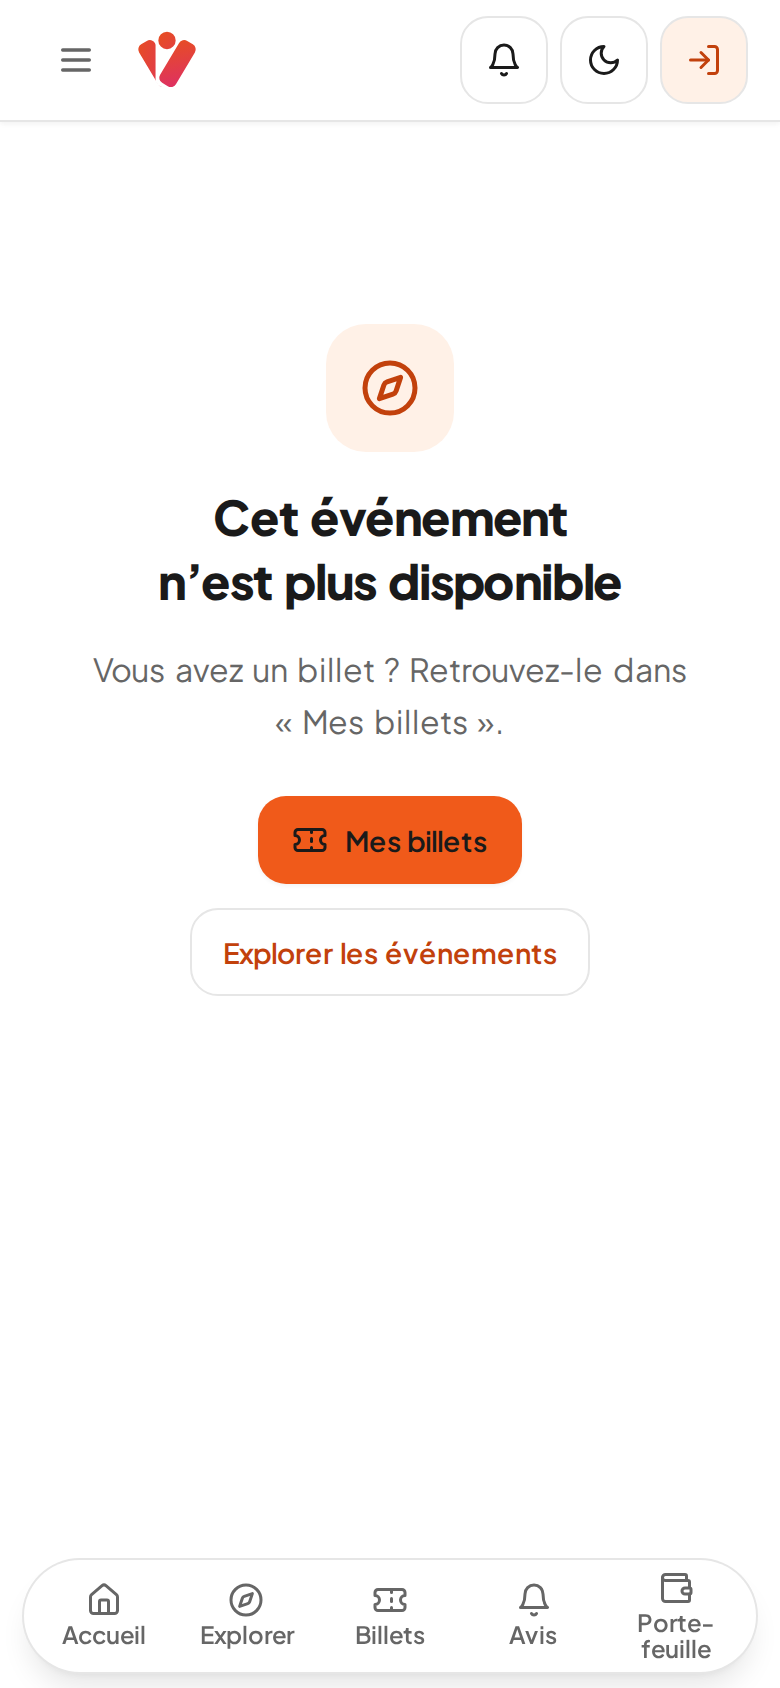 Cet événement
n’est plus disponible
Vous avez un billet ? Retrouvez-le dans
« Mes billets ».
Mes billets
Explorer les événements
Accueil
Explorer
Billets
Avis
Porte-
feuille